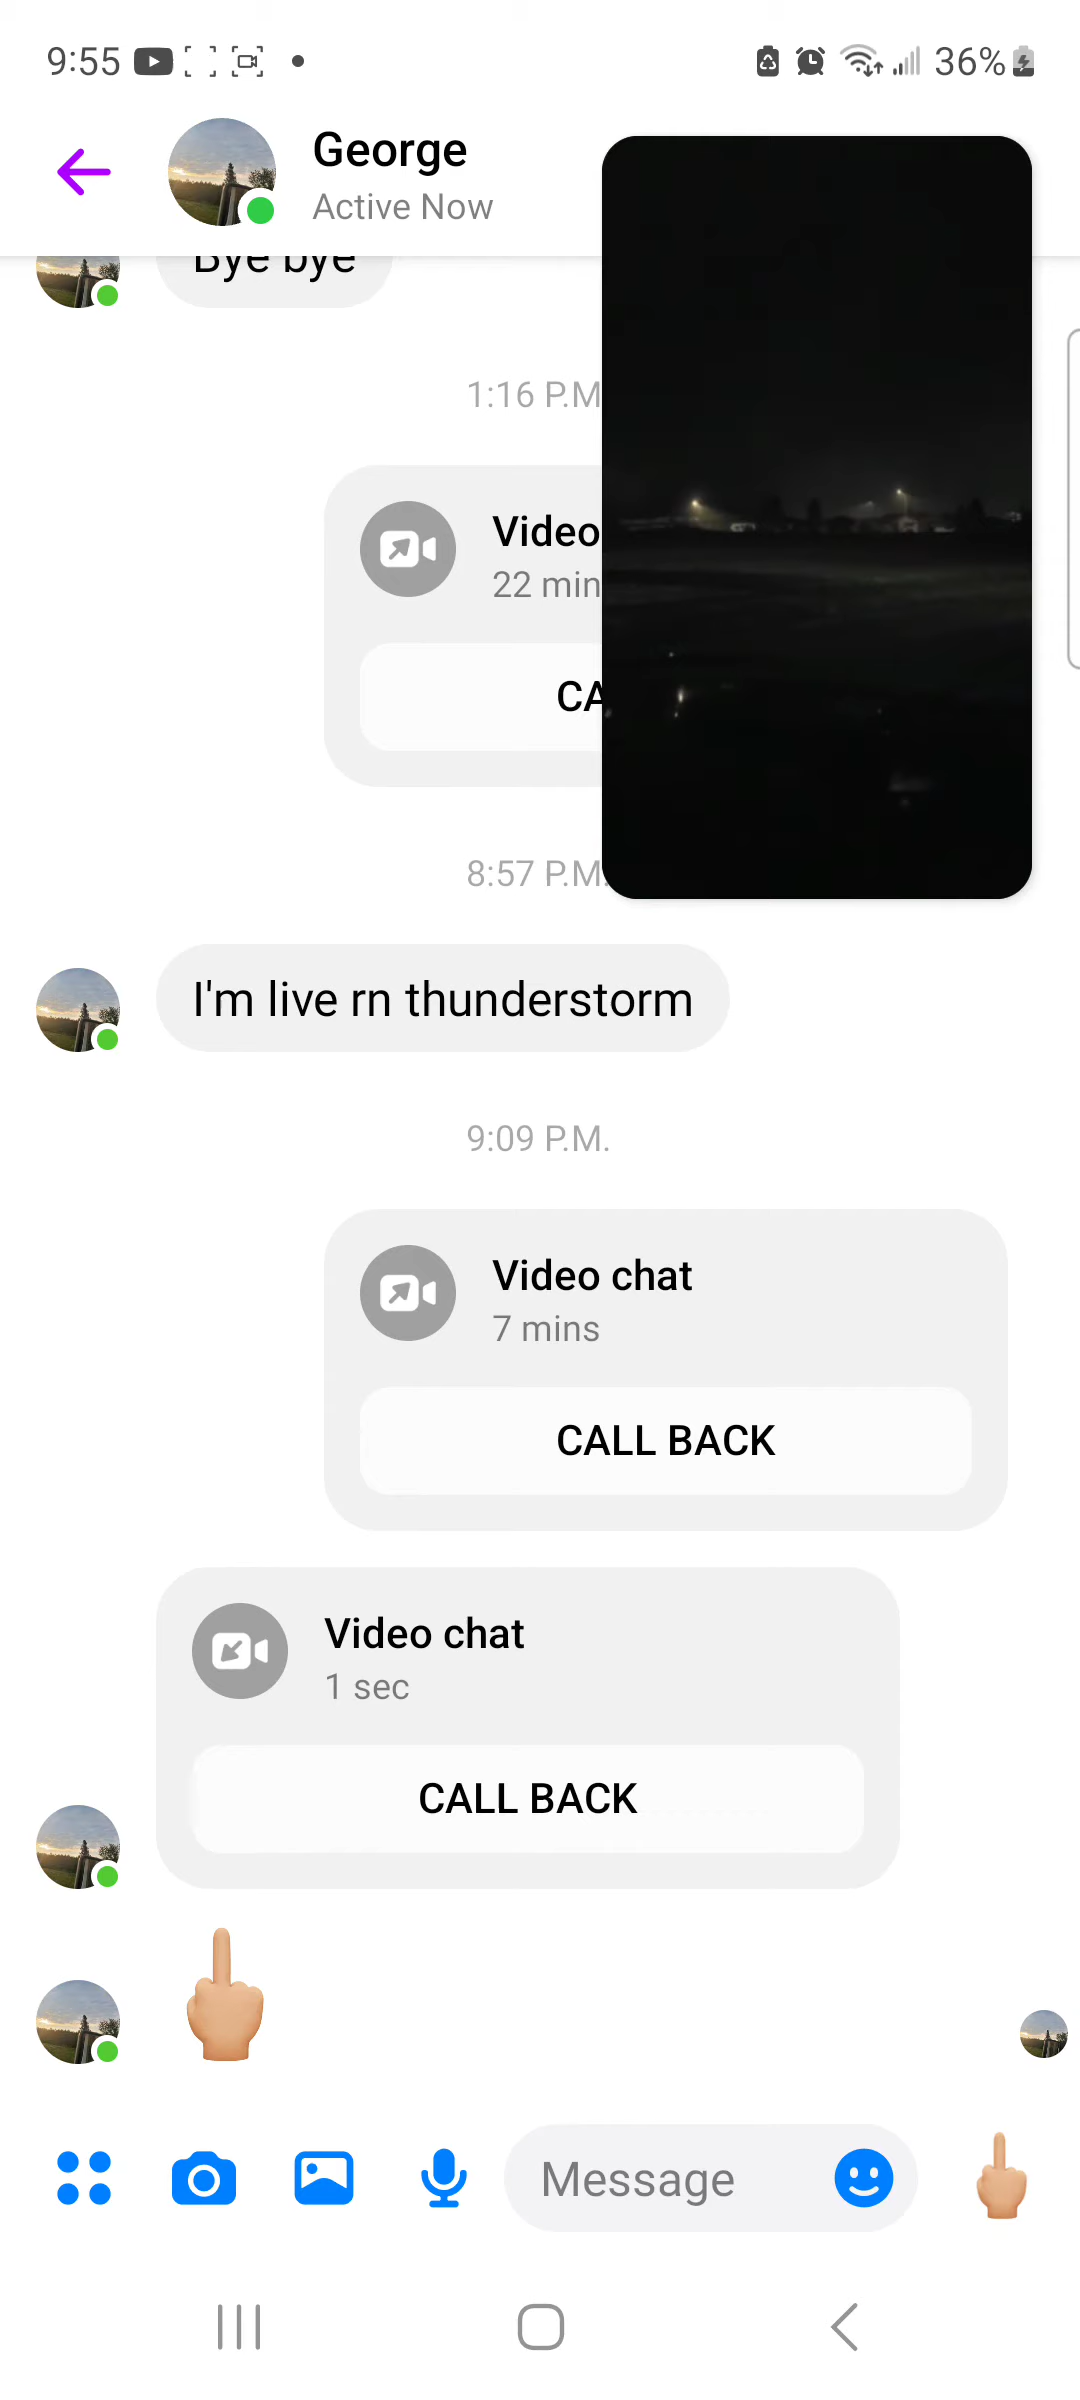 9:55
36%
George
Active Now
Bye bye
1:16 P.M
Video
22 min
CA
8:57 P.M.
I'm live rn thunderstorm
9:09 P.M.
Video chat
7 mins
CALL BACK
Video chat
1 sec
CALL BACK
Message